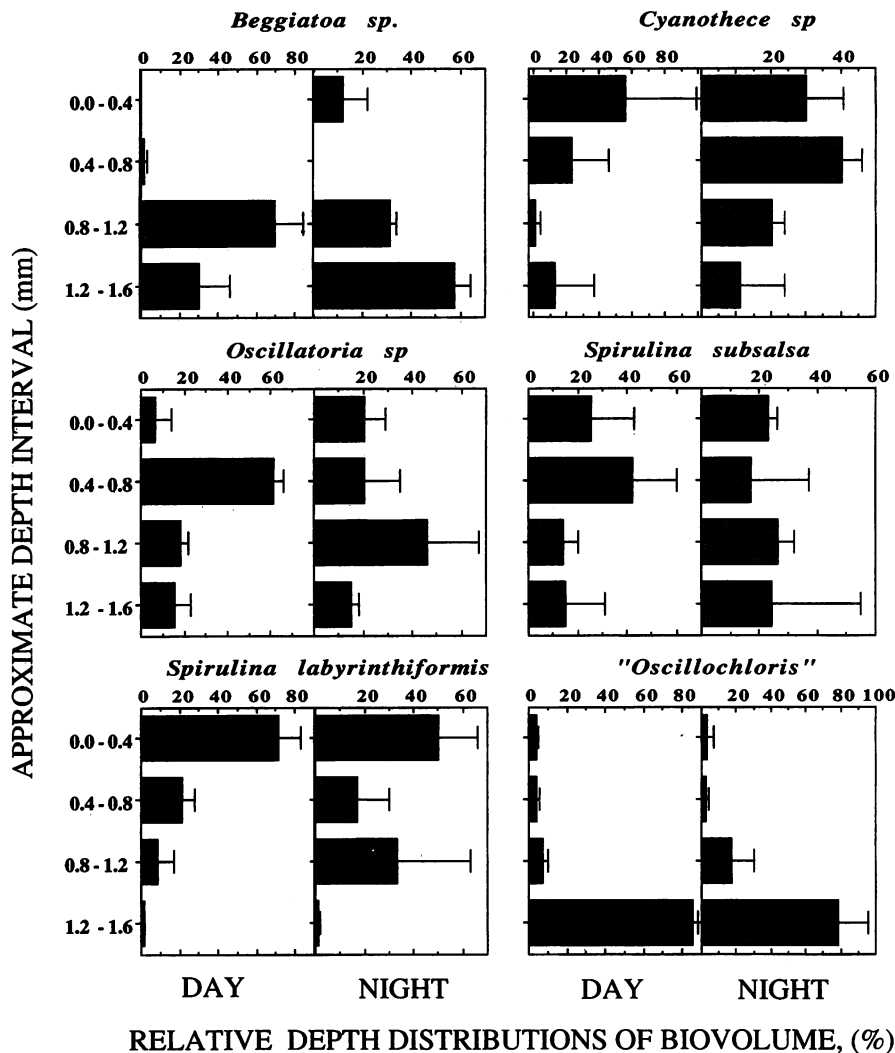 Beggiatoa sp.
Cyanothece sp
0 20 40 60 80 0 20 40 60
0 20 40 60 80 20 40
0.0 - 0.4
0.4 - 0.8
0.8 - 1.2
1.2 - 1.6
Oscillatoria sp
Spirulina subsalsa
0 20 40 60 0 20 40 60
0 20 40 60 0 20 40 60
0.0 - 0.4
0.4 - 0.8
0.8 - 1.2
1.2 - 1.6
Spirulina labyrinthiformis
"Oscillochloris"
0 20 40 60 80 0 20 40 60
0 20 40 60 80 0 20 40 60 80 100
0.0 - 0.4
0.4 - 0.8
0.8 - 1.2
1.2 - 1.6
APPROXIMATE DEPTH INTERVAL (mm)
DAY NIGHT DAY NIGHT
RELATIVE DEPTH DISTRIBUTIONS OF BIOVOLUME, (%)